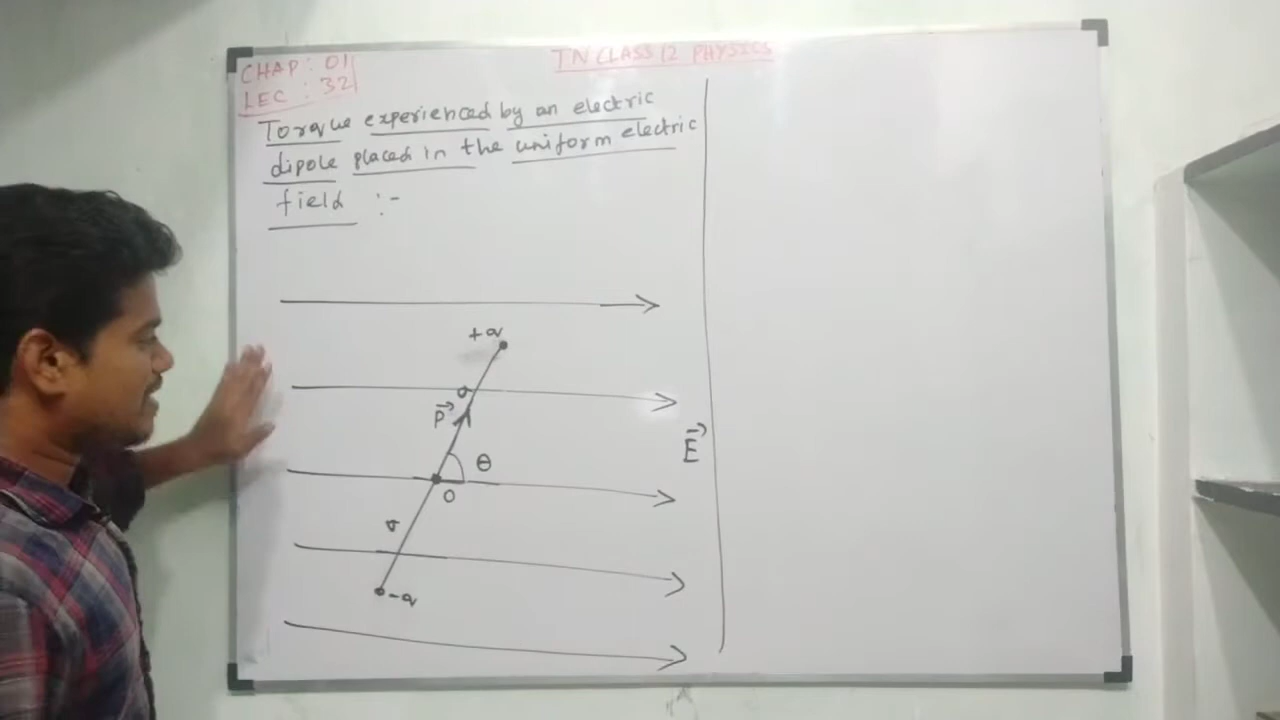 CHAP: 01
LEC : 32
TN CLASS 12 PHYSICS
Torque experienced by an electric
dipole placed in the uniform electric
field :-
+q
a
P⃗
θ
E⃗
O
a
-q